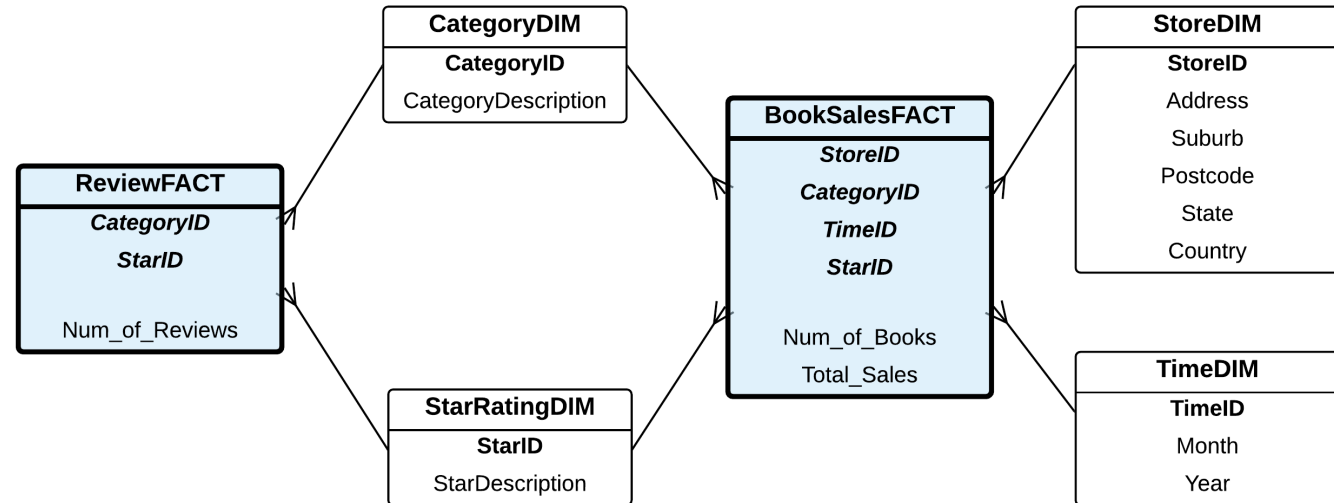 CategoryDIM
CategoryID
CategoryDescription
StoreDIM
StoreID
Address
Suburb
Postcode
State
Country
BookSalesFACT
StoreID
CategoryID
TimeID
StarID
Num_of_Books
Total_Sales
ReviewFACT
CategoryID
StarID
Num_of_Reviews
StarRatingDIM
StarID
StarDescription
TimeDIM
TimeID
Month
Year